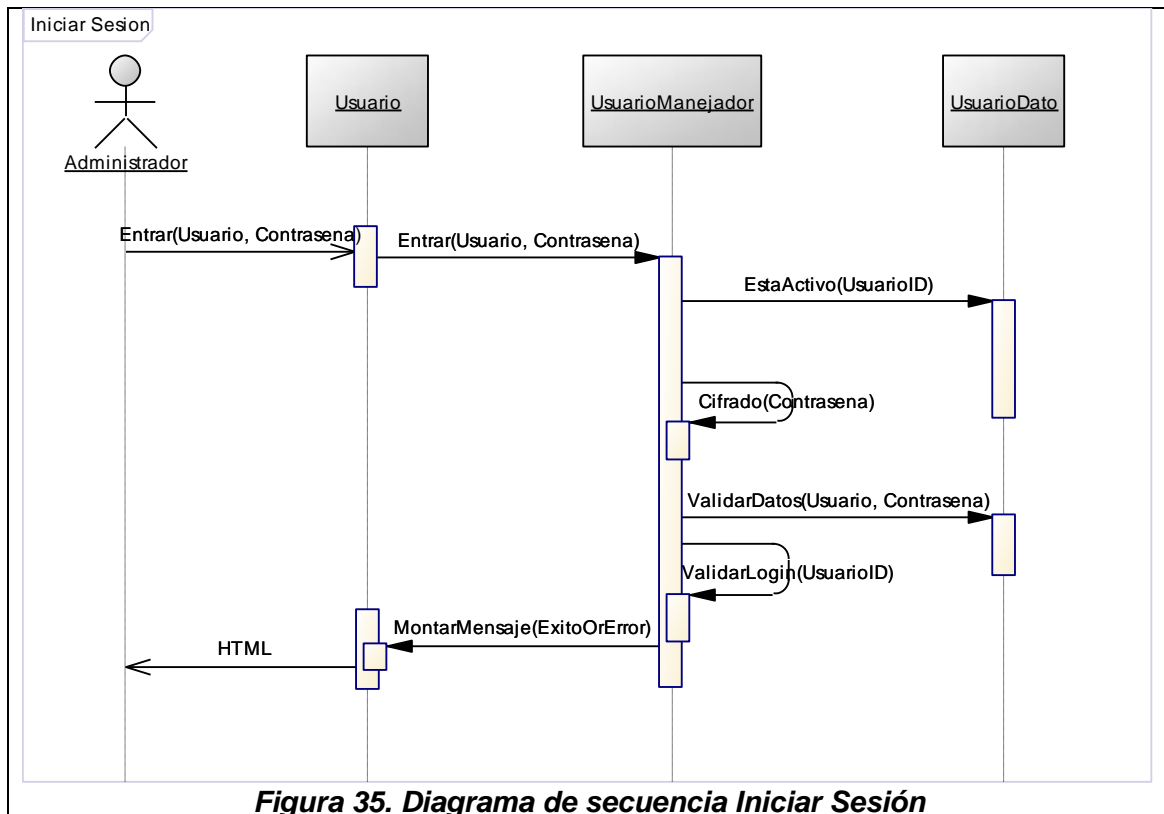 Iniciar Sesion
Usuario
UsuarioManejador
UsuarioDato
Administrador
Entrar(Usuario, Contrasena)
Entrar(Usuario, Contrasena)
EstaActivo(UsuarioID)
Cifrado(Contrasena)
ValidarDatos(Usuario, Contrasena)
ValidarLogin(UsuarioID)
MontarMensaje(ExitoOrError)
HTML
Figura 35. Diagrama de secuencia Iniciar Sesión